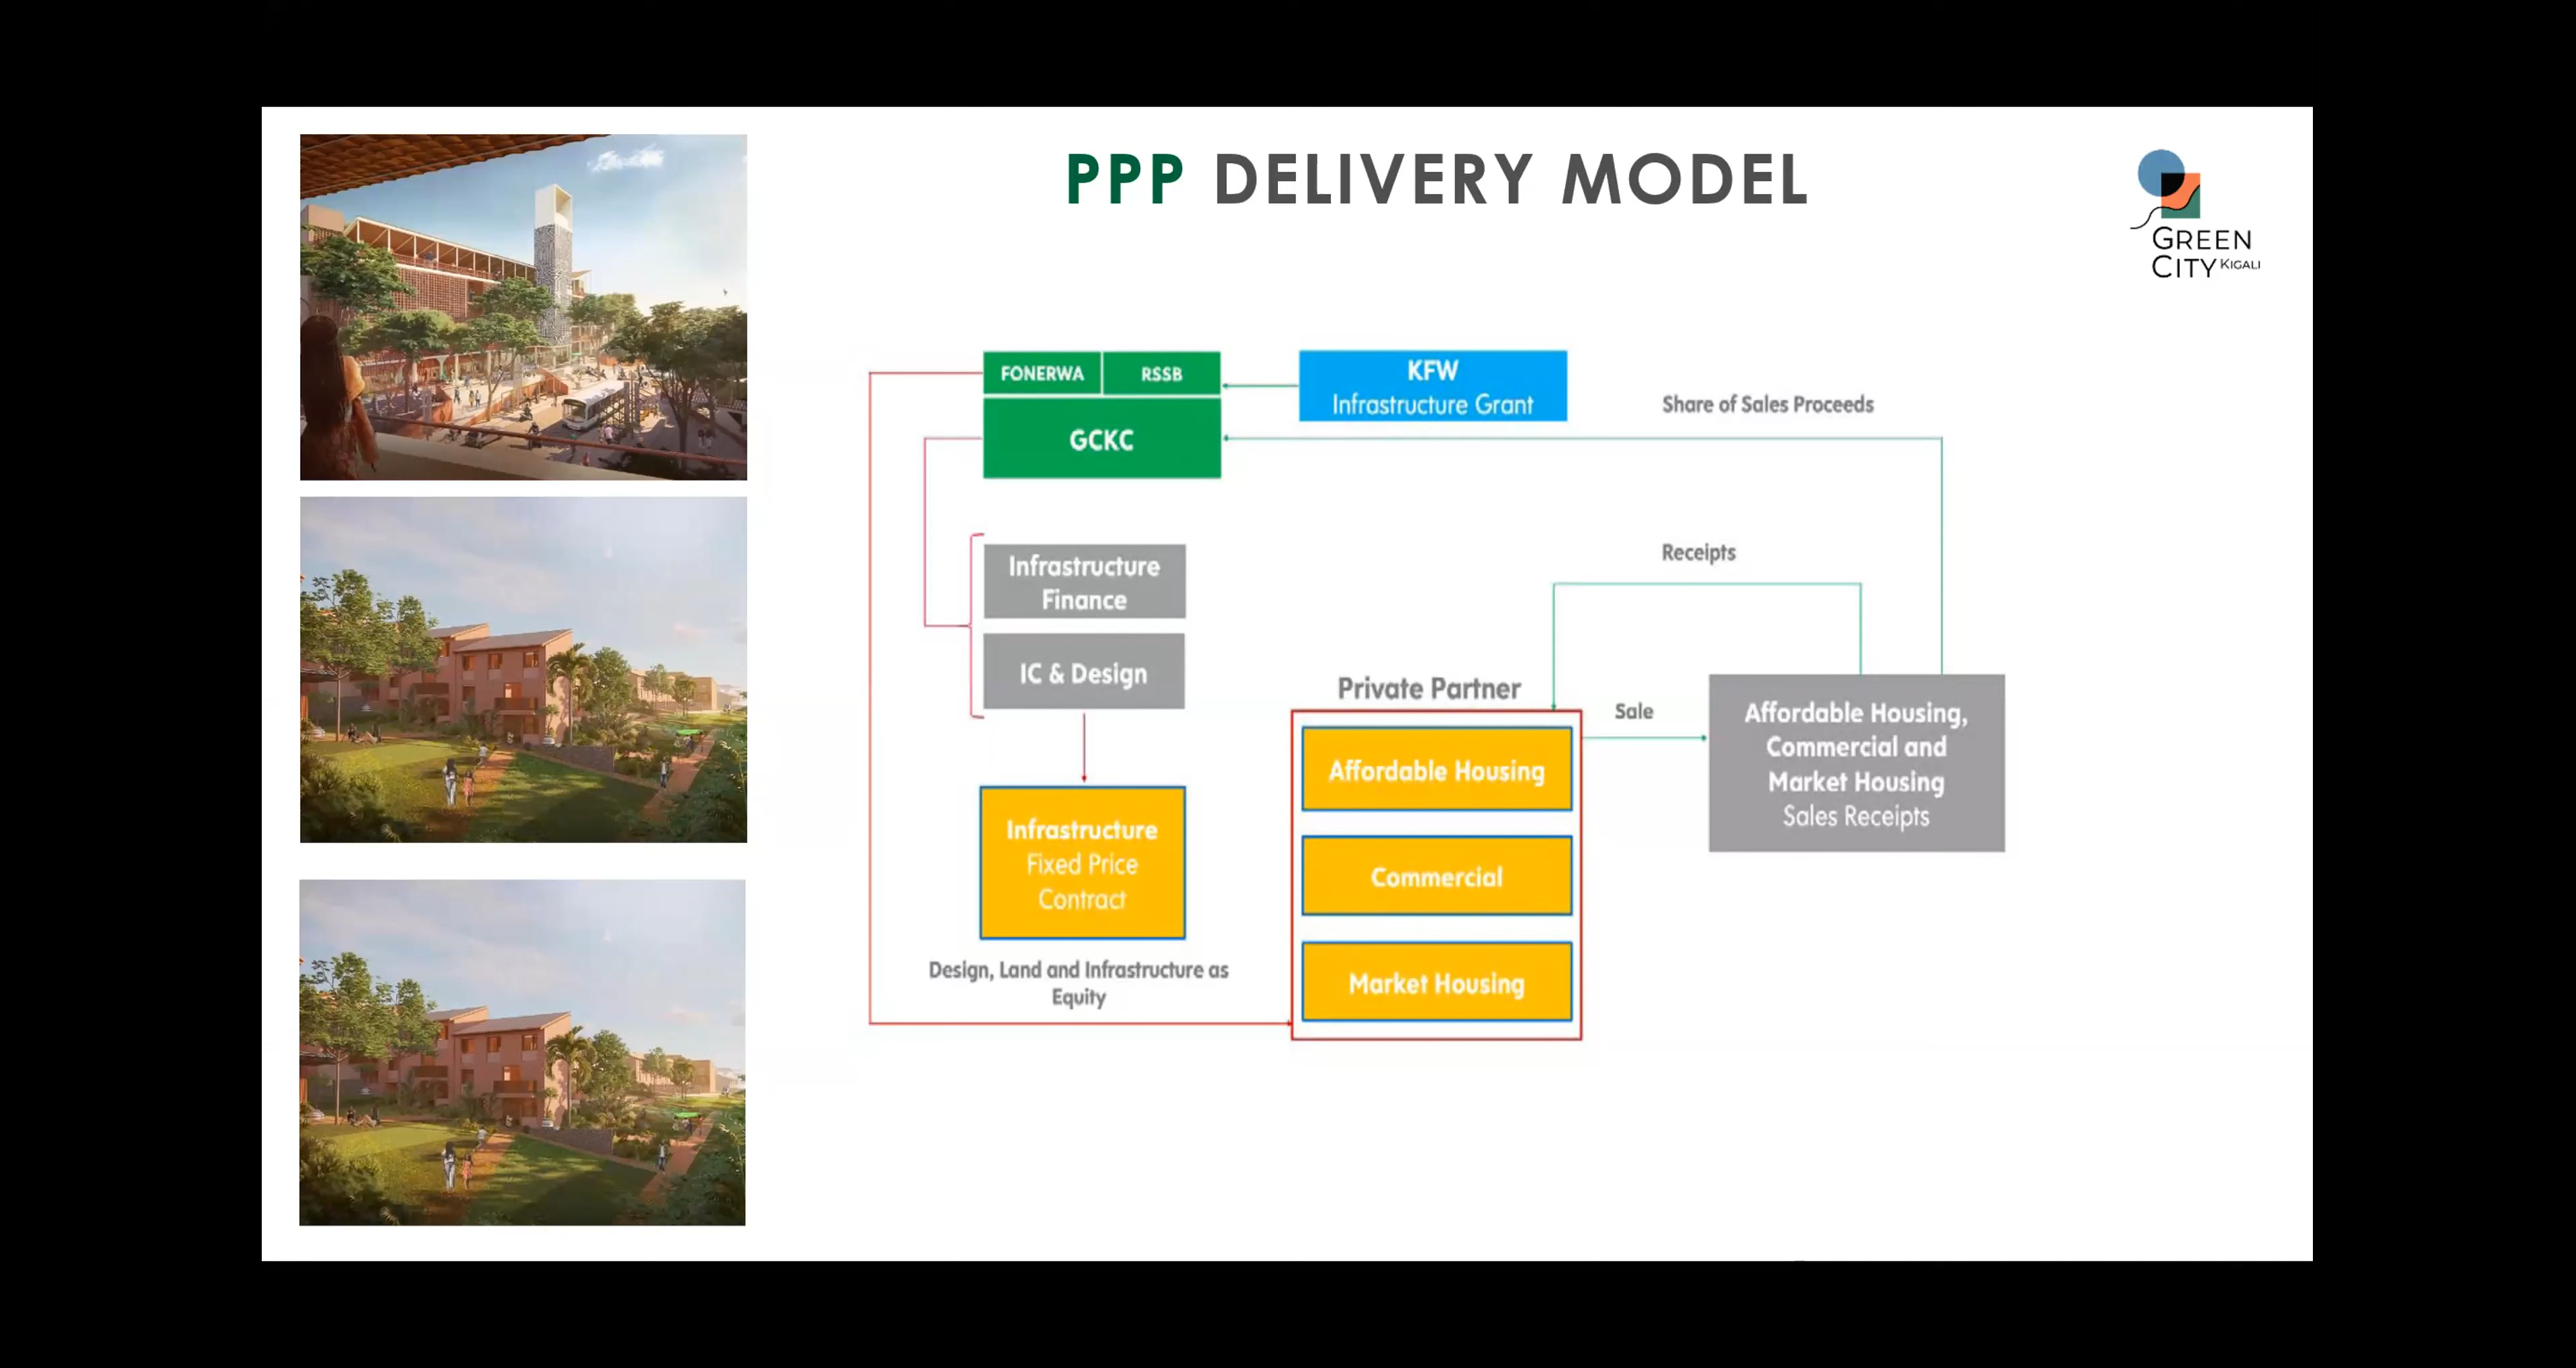 PPP DELIVERY MODEL
GREEN
CITY KIGALI
FONERWA
RSSB
KFW
Infrastructure Grant
GCKC
Share of Sales Proceeds
Infrastructure
Finance
IC & Design
Receipts
Private Partner
Sale
Infrastructure
Fixed Price
Contract
Affordable Housing
Commercial
Market Housing
Affordable Housing,
Commercial and
Market Housing
Sales Receipts
Design, Land and Infrastructure as
Equity